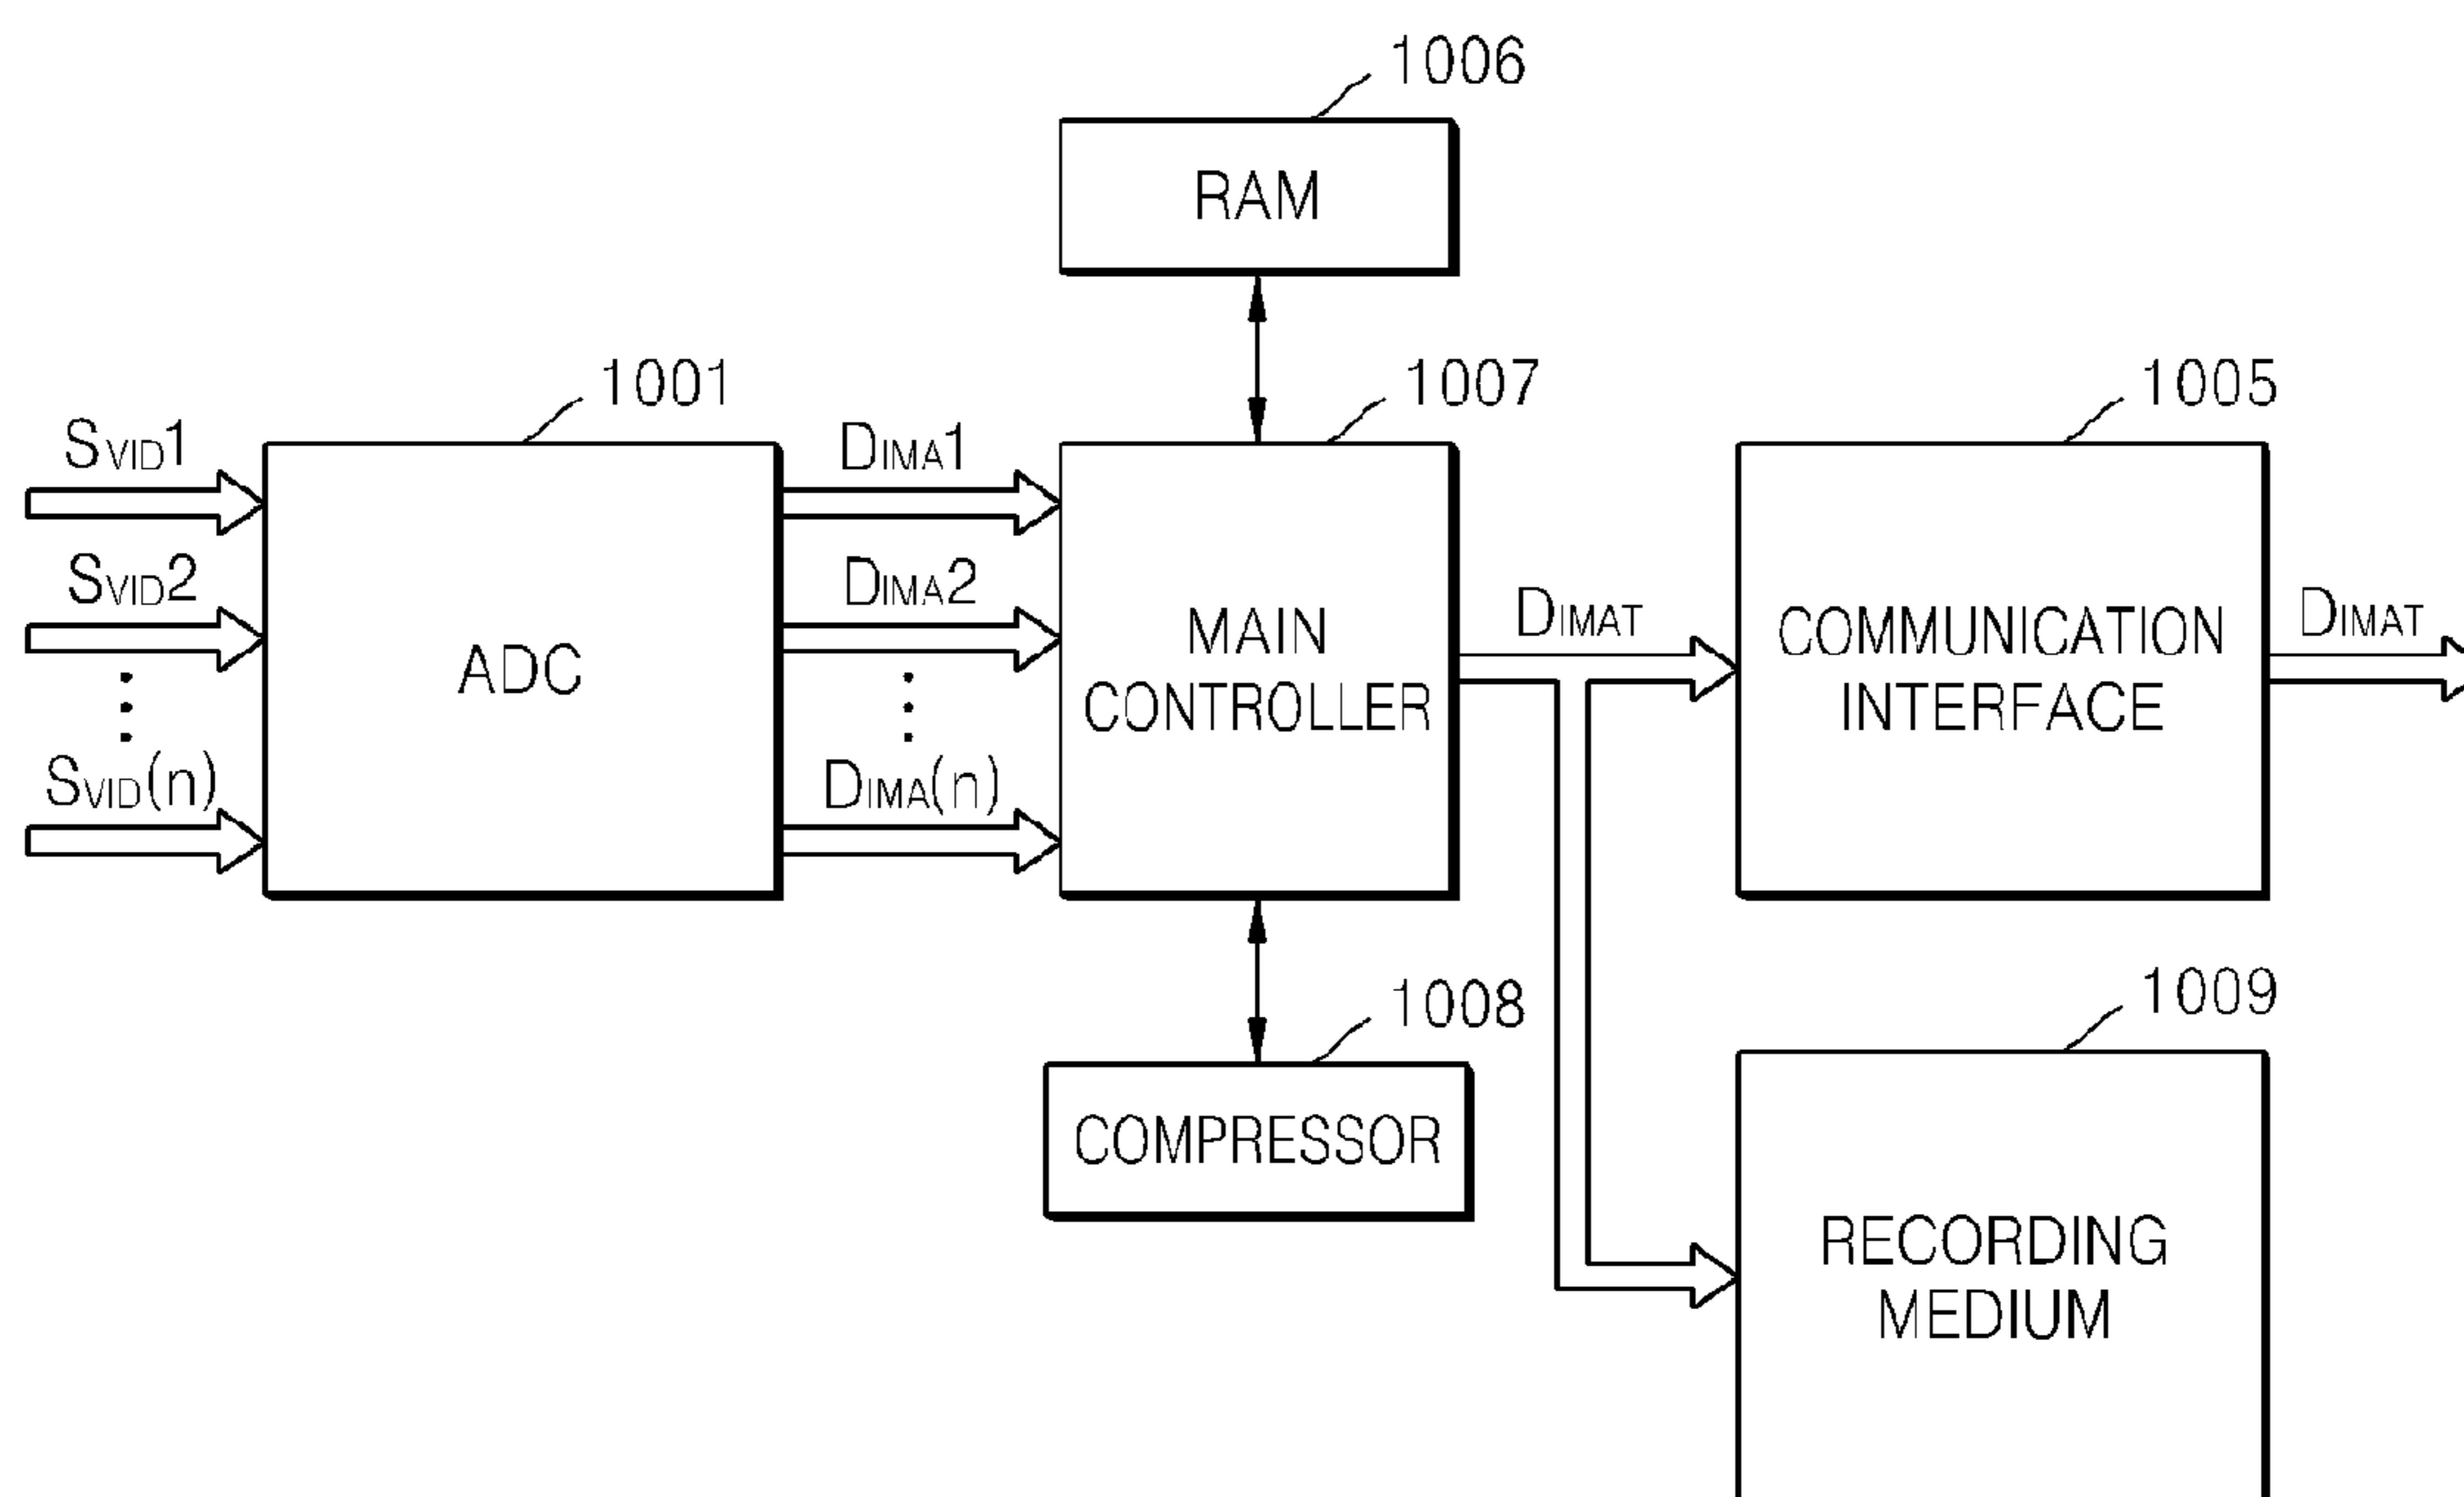 1006
RAM
1001
1007
1005
SVID1
DIMA1
SVID2
DIMA2
ADC
MAIN
CONTROLLER
DIMAT
COMMUNICATION
INTERFACE
DIMAT
SVID(n)
DIMA(n)
1008
1009
COMPRESSOR
RECORDING
MEDIUM